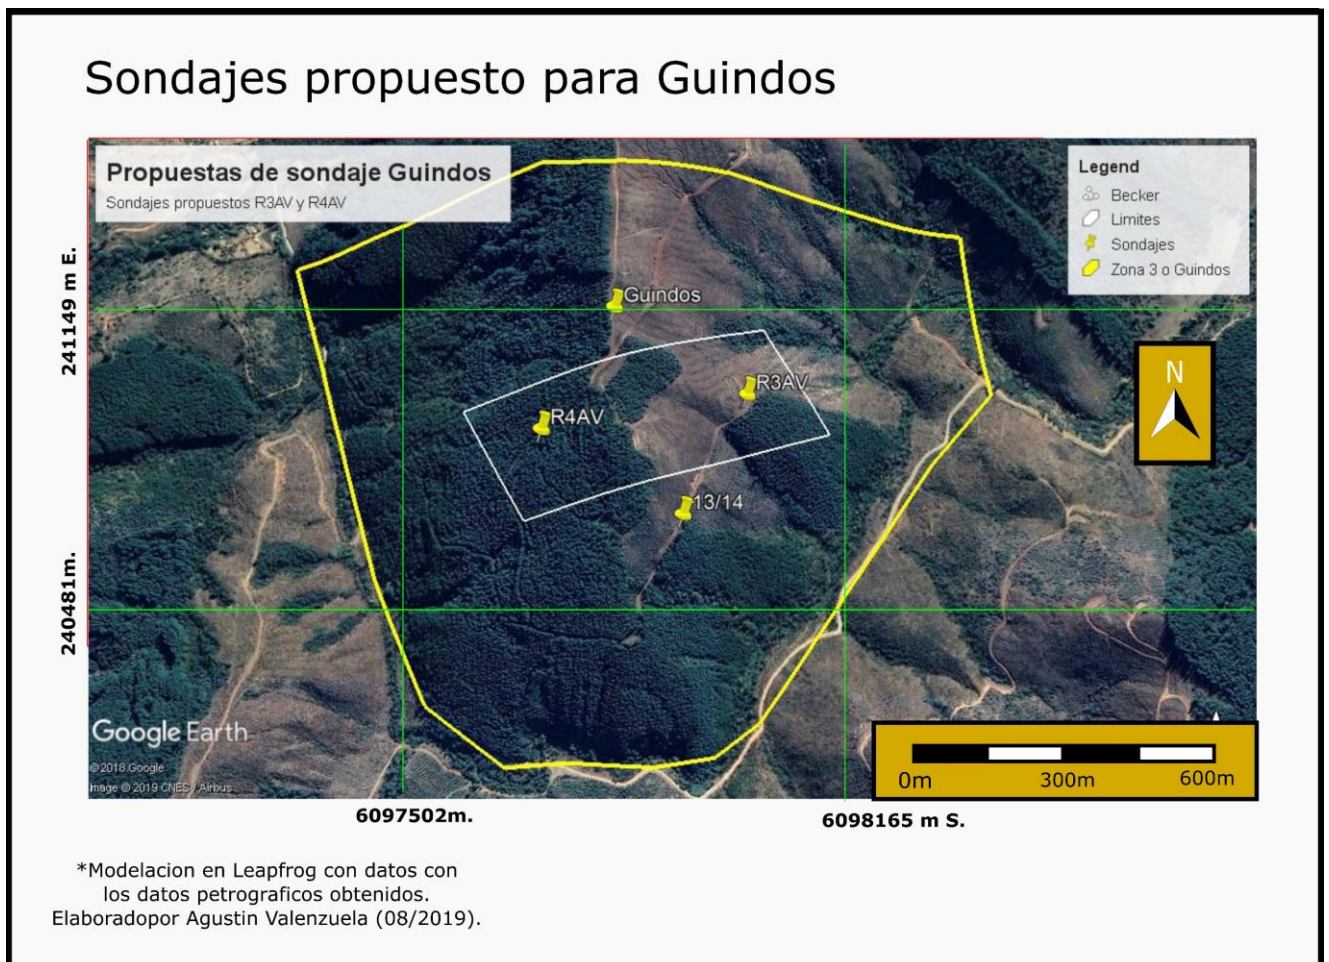 Sondajes propuesto para Guindos
Propuestas de sondaje Guindos
Sondajes propuestos R3AV y R4AV
Legend
Becker
Limites
Sondajes
Zona 3 o Guindos
241149 m E.
Guindos
R3AV
R4AV
N
13/14
240481m.
Google Earth
© 2018 Google
Image © 2019 CNES / Airbus
0m
300m
600m
6097502m.
6098165 m S.
*Modelacion en Leapfrog con datos con
los datos petrograficos obtenidos.
Elaboradopor Agustin Valenzuela (08/2019).